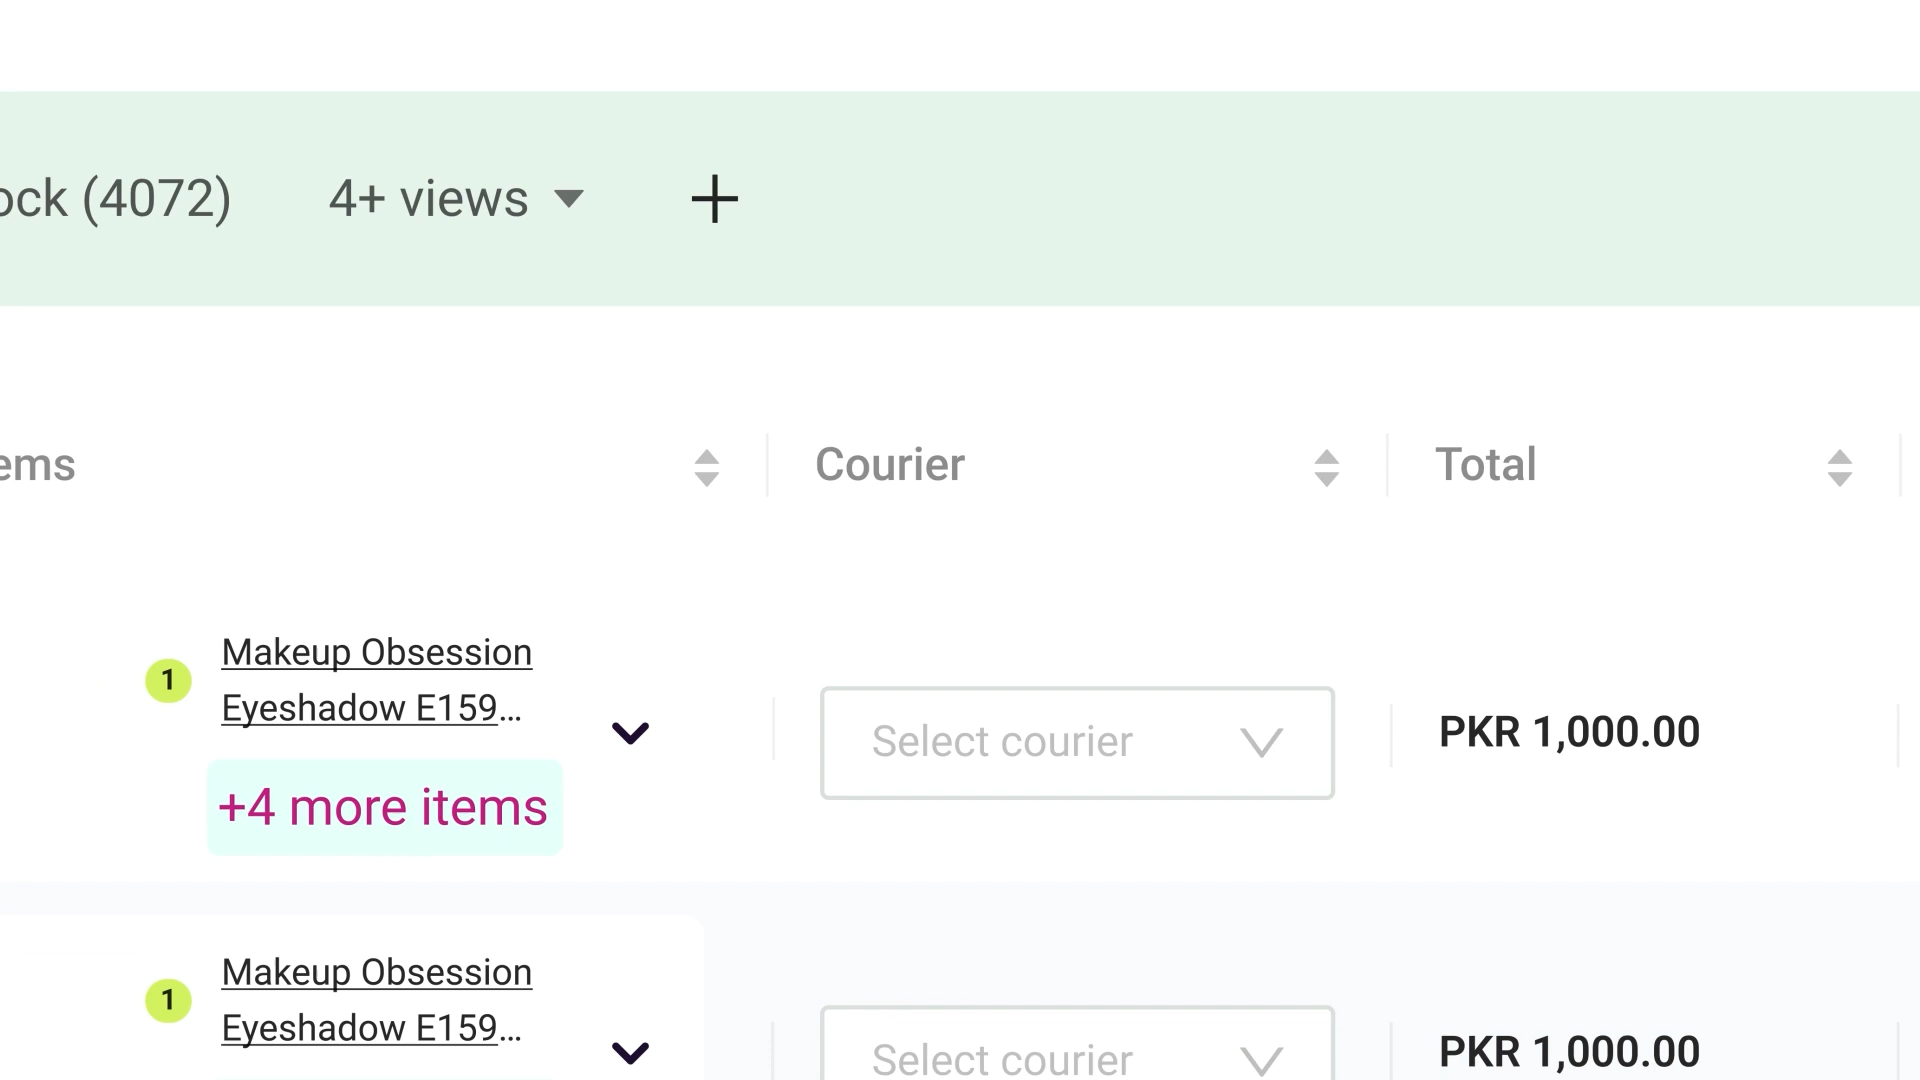 ock (4072) 4+ views +
ems Courier Total
1 Makeup Obsession
Eyeshadow E159...
Select courier PKR 1,000.00
+4 more items
1 Makeup Obsession
Eyeshadow E159...
Select courier PKR 1,000.00